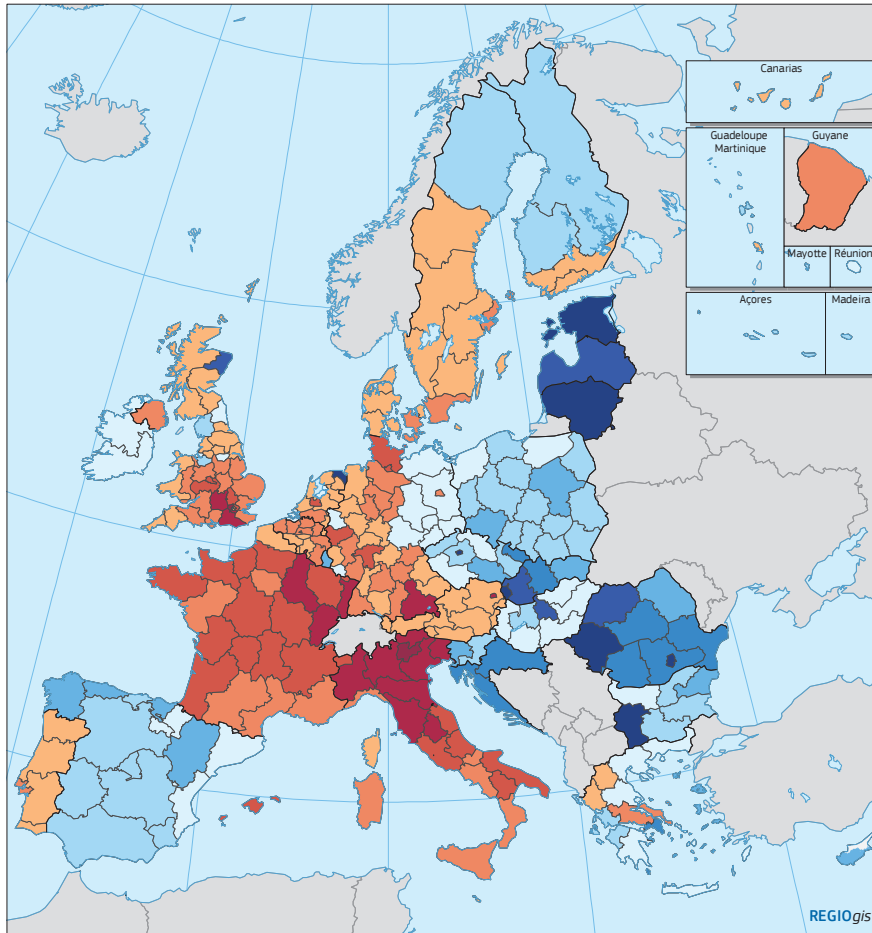 Canarias
Guadeloupe
Martinique
Guyane
Mayotte
Réunion
Açores
Madeira
REGIOgis